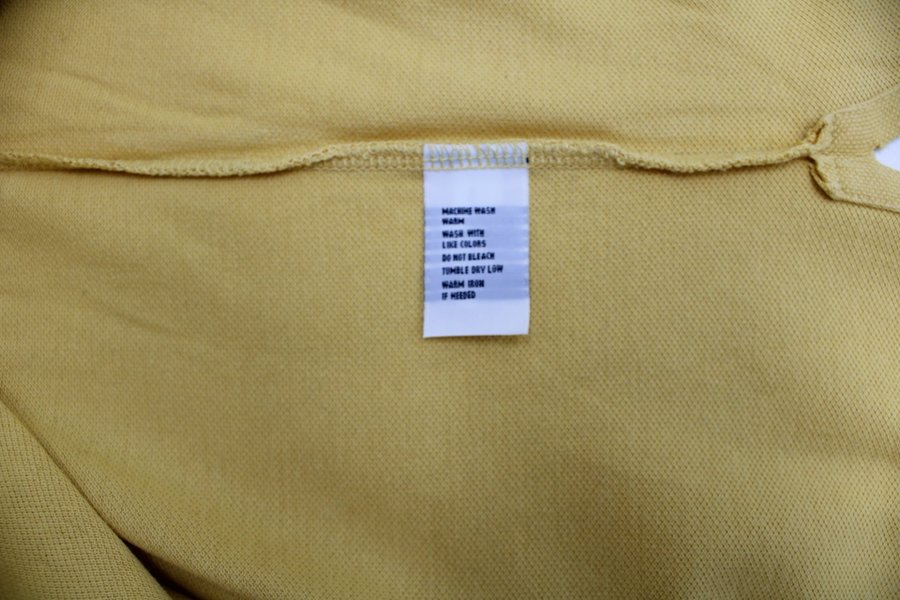 MACHINE WASH
WARM
WASH WITH
LIKE COLORS
DO NOT BLEACH
TUMBLE DRY LOW
WARM IRON
IF NEEDED